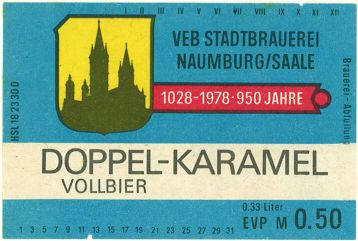 I II III IV V VI VII VIII IX X XI XII
VEB STADTBRAUEREI
NAUMBURG/SAALE
1028-1978·950 JAHRE
HSL 18 23 30 0
Brauerei - Abfüllung
DOPPEL-KARAMEL
VOLLBIER
0.33 Liter
EVP M 0.50
1 3 5 7 9 11 13 15 17 19 21 23 25 27 29 31